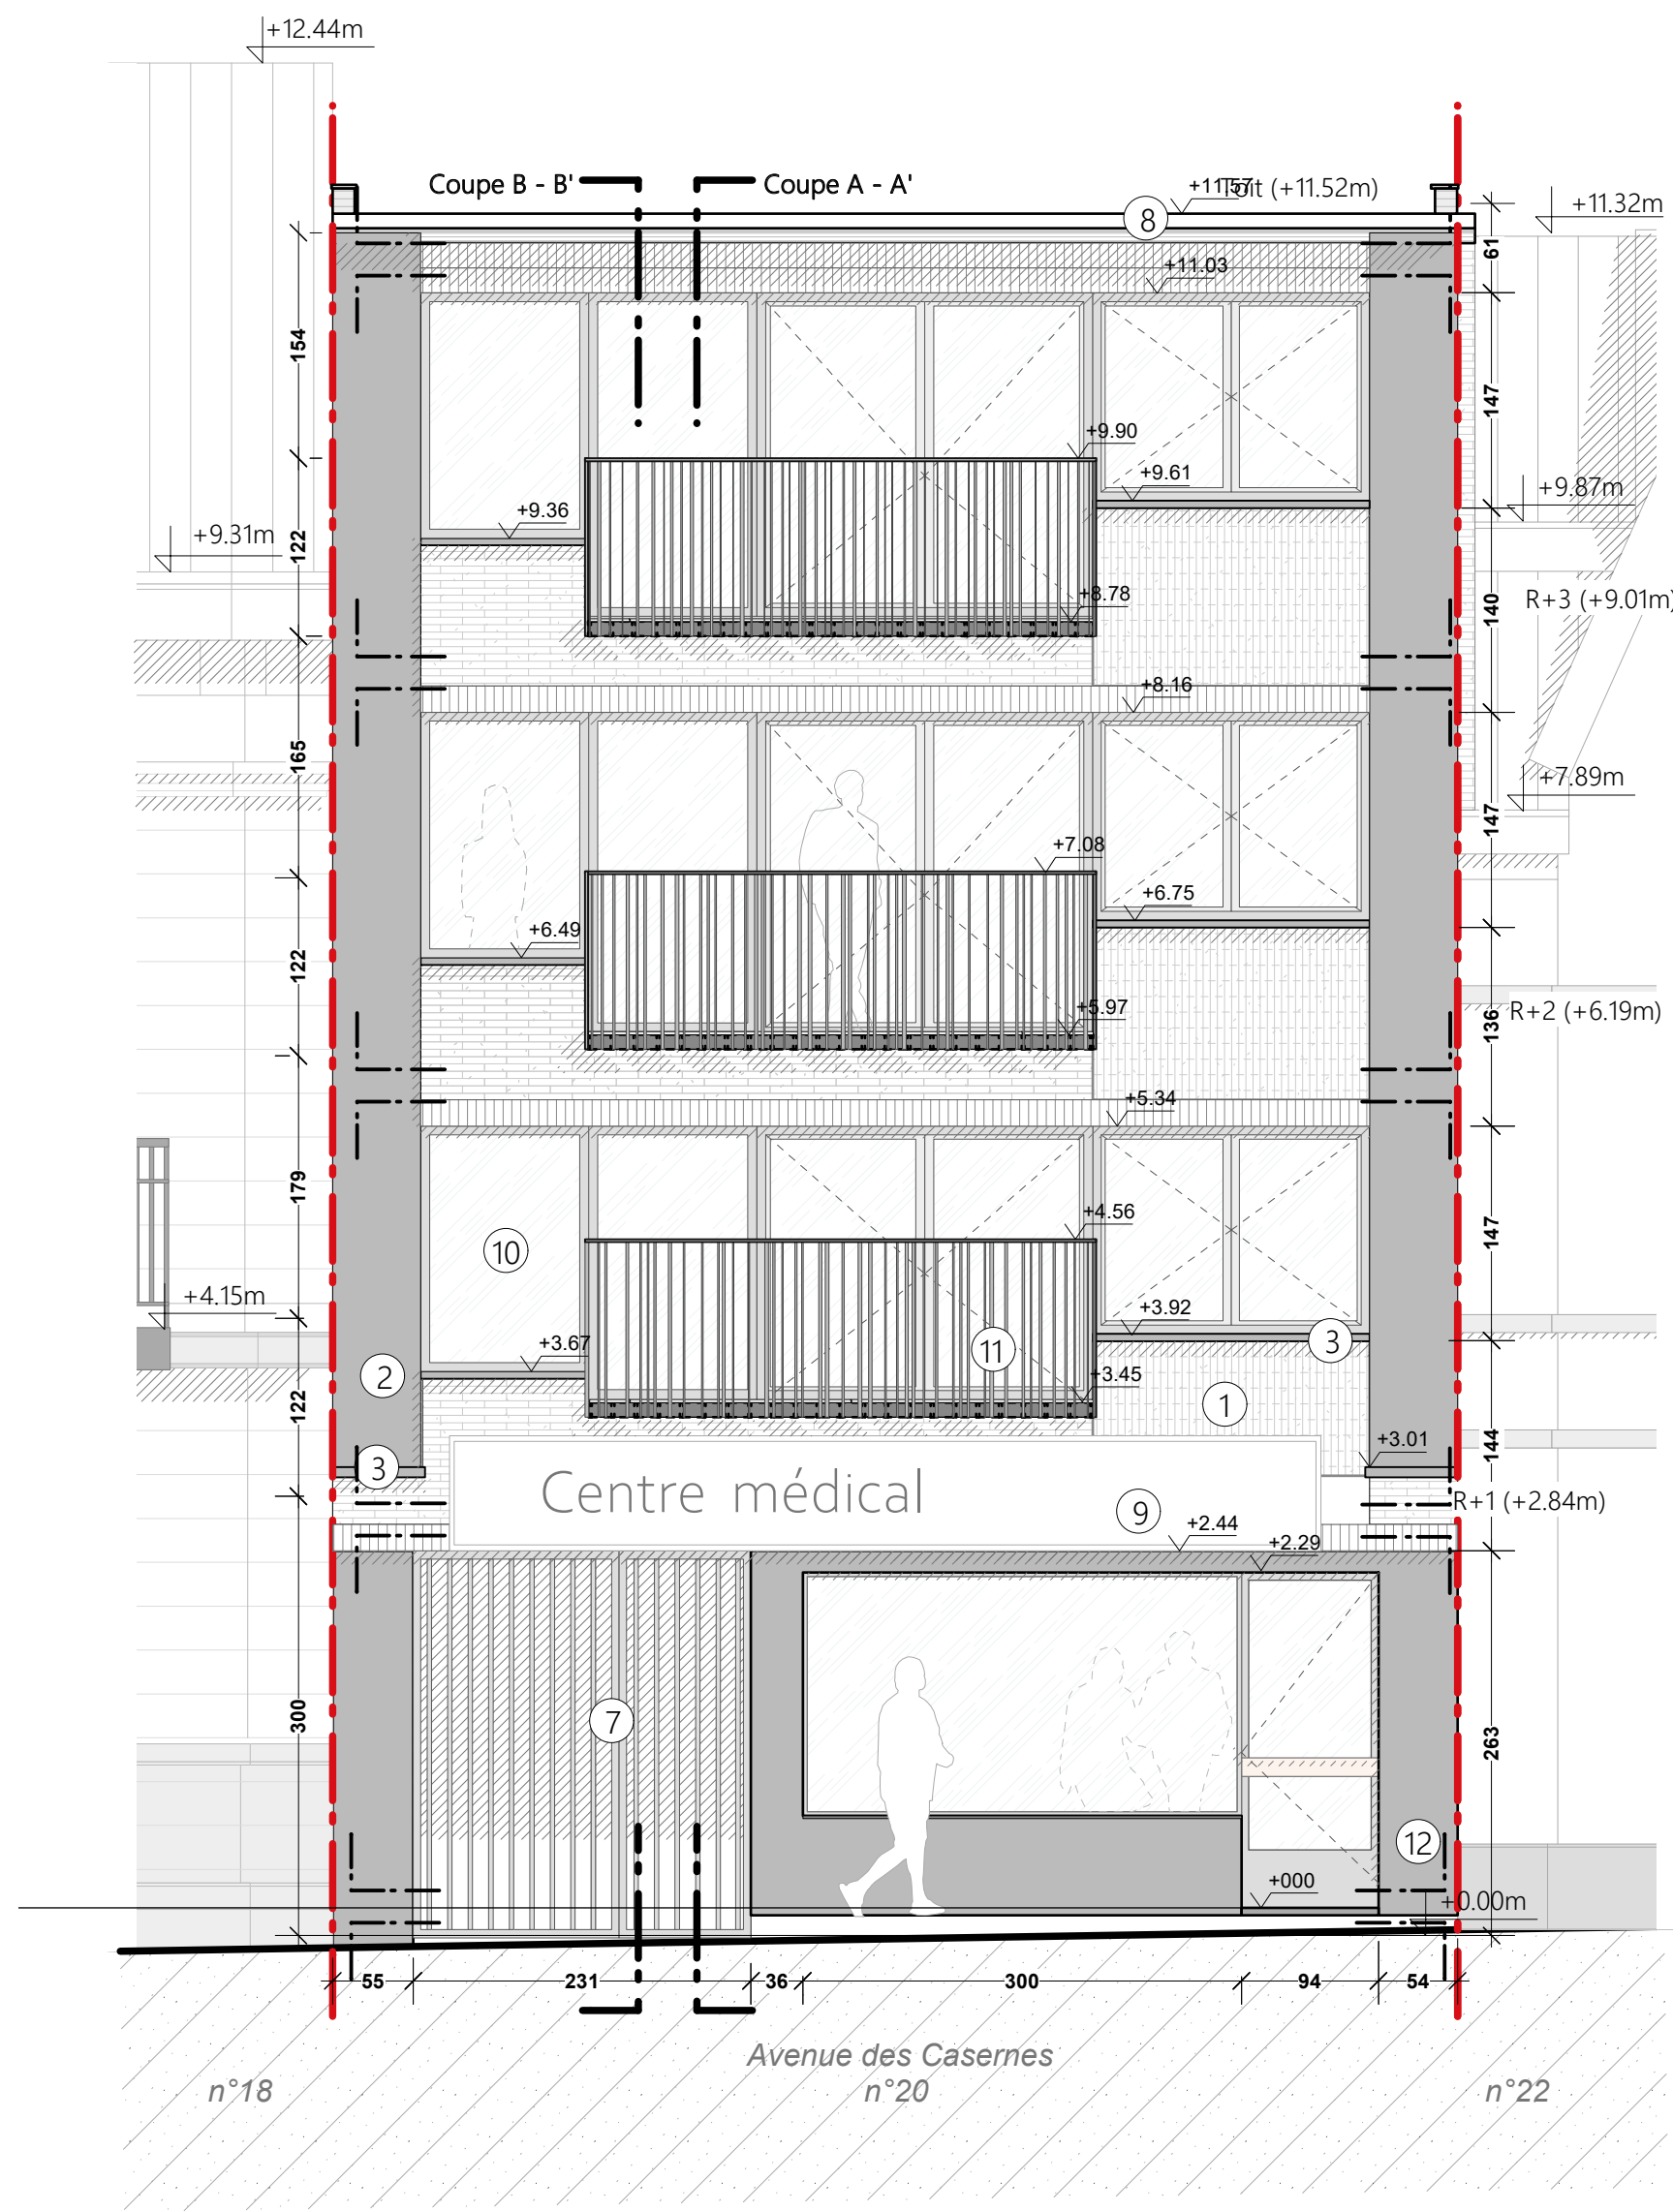 +12.44m
Coupe B - B'
Coupe A - A'
+11.57
Toit (+11.52m)
8
+11.32m
61
+11.03
154
147
+9.90
+9.61
+9.87m
+9.36
+9.31m
122
+8.78
140
R+3 (+9.01m)
+8.16
165
+7.89m
147
+7.08
+6.75
+6.49
122
+5.97
136
R+2 (+6.19m)
+5.34
179
+4.56
147
10
+4.15m
+3.92
3
+3.67
11
2
+3.45
1
122
144
+3.01
3
Centre médical
9
R+1 (+2.84m)
+2.44
+2.29
7
300
263
12
+000
+0.00m
55
231
36
300
94
54
Avenue des Casernes
n°18
n°20
n°22